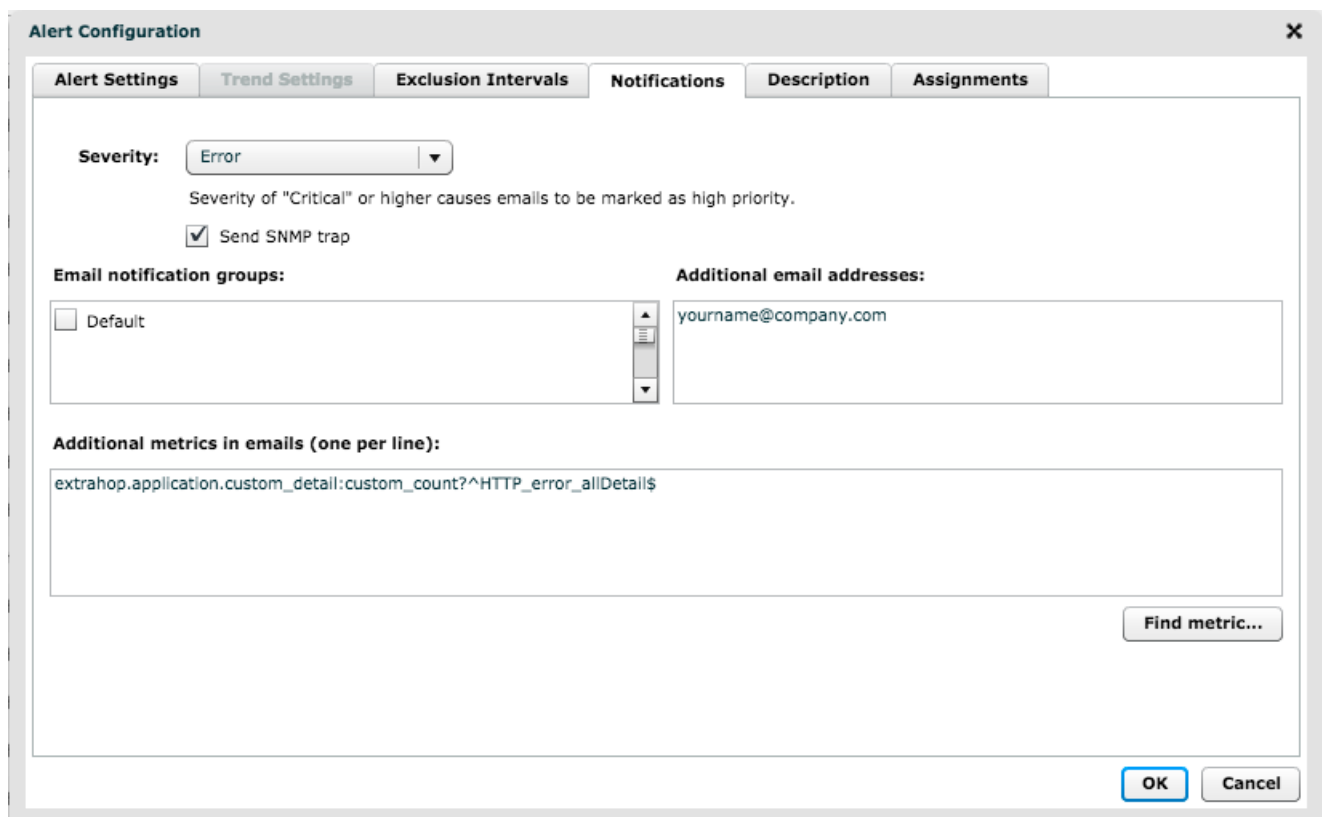 Alert Configuration
Alert Settings Trend Settings Exclusion Intervals Notifications Description Assignments
Severity: Error
Severity of "Critical" or higher causes emails to be marked as high priority.
Send SNMP trap
Email notification groups: Additional email addresses:
Default yourname@company.com
Additional metrics in emails (one per line):
extrahop.application.custom_detail:custom_count?^HTTP_error_allDetail$
Find metric...
OK Cancel